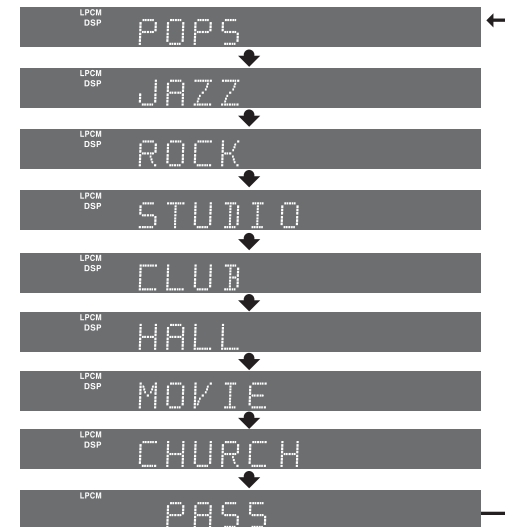 LPCM
DSP
POPS
LPCM
DSP
JAZZ
LPCM
DSP
ROCK
LPCM
DSP
STUDIO
LPCM
DSP
CLUB
LPCM
DSP
HALL
LPCM
DSP
MOVIE
LPCM
DSP
CHURCH
LPCM
PASS